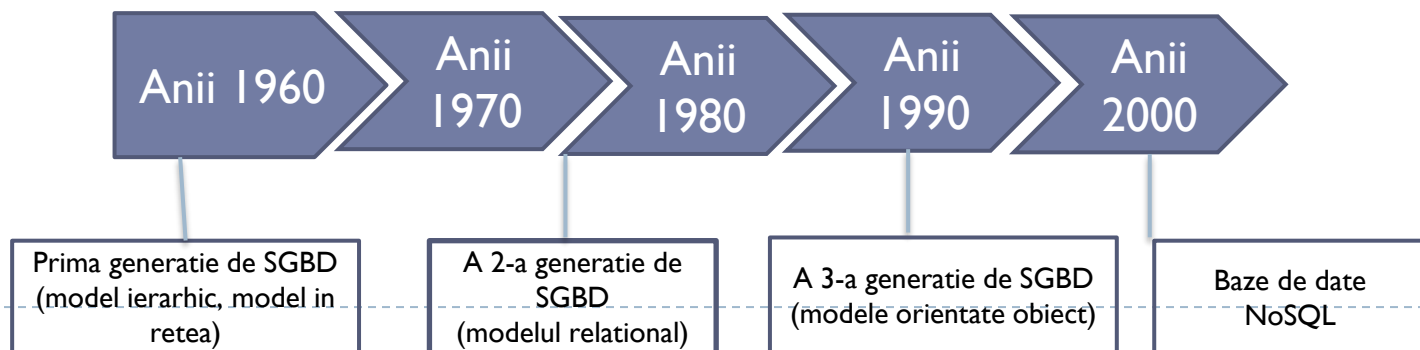 Anii 1960
Anii
1970
Anii
1980
Anii
1990
Anii
2000
Prima generatie de SGBD
(model ierarhic, model in
retea)
A 2-a generatie de
SGBD
(modelul relational)
A 3-a generatie de SGBD
(modele orientate obiect)
Baze de date
NoSQL